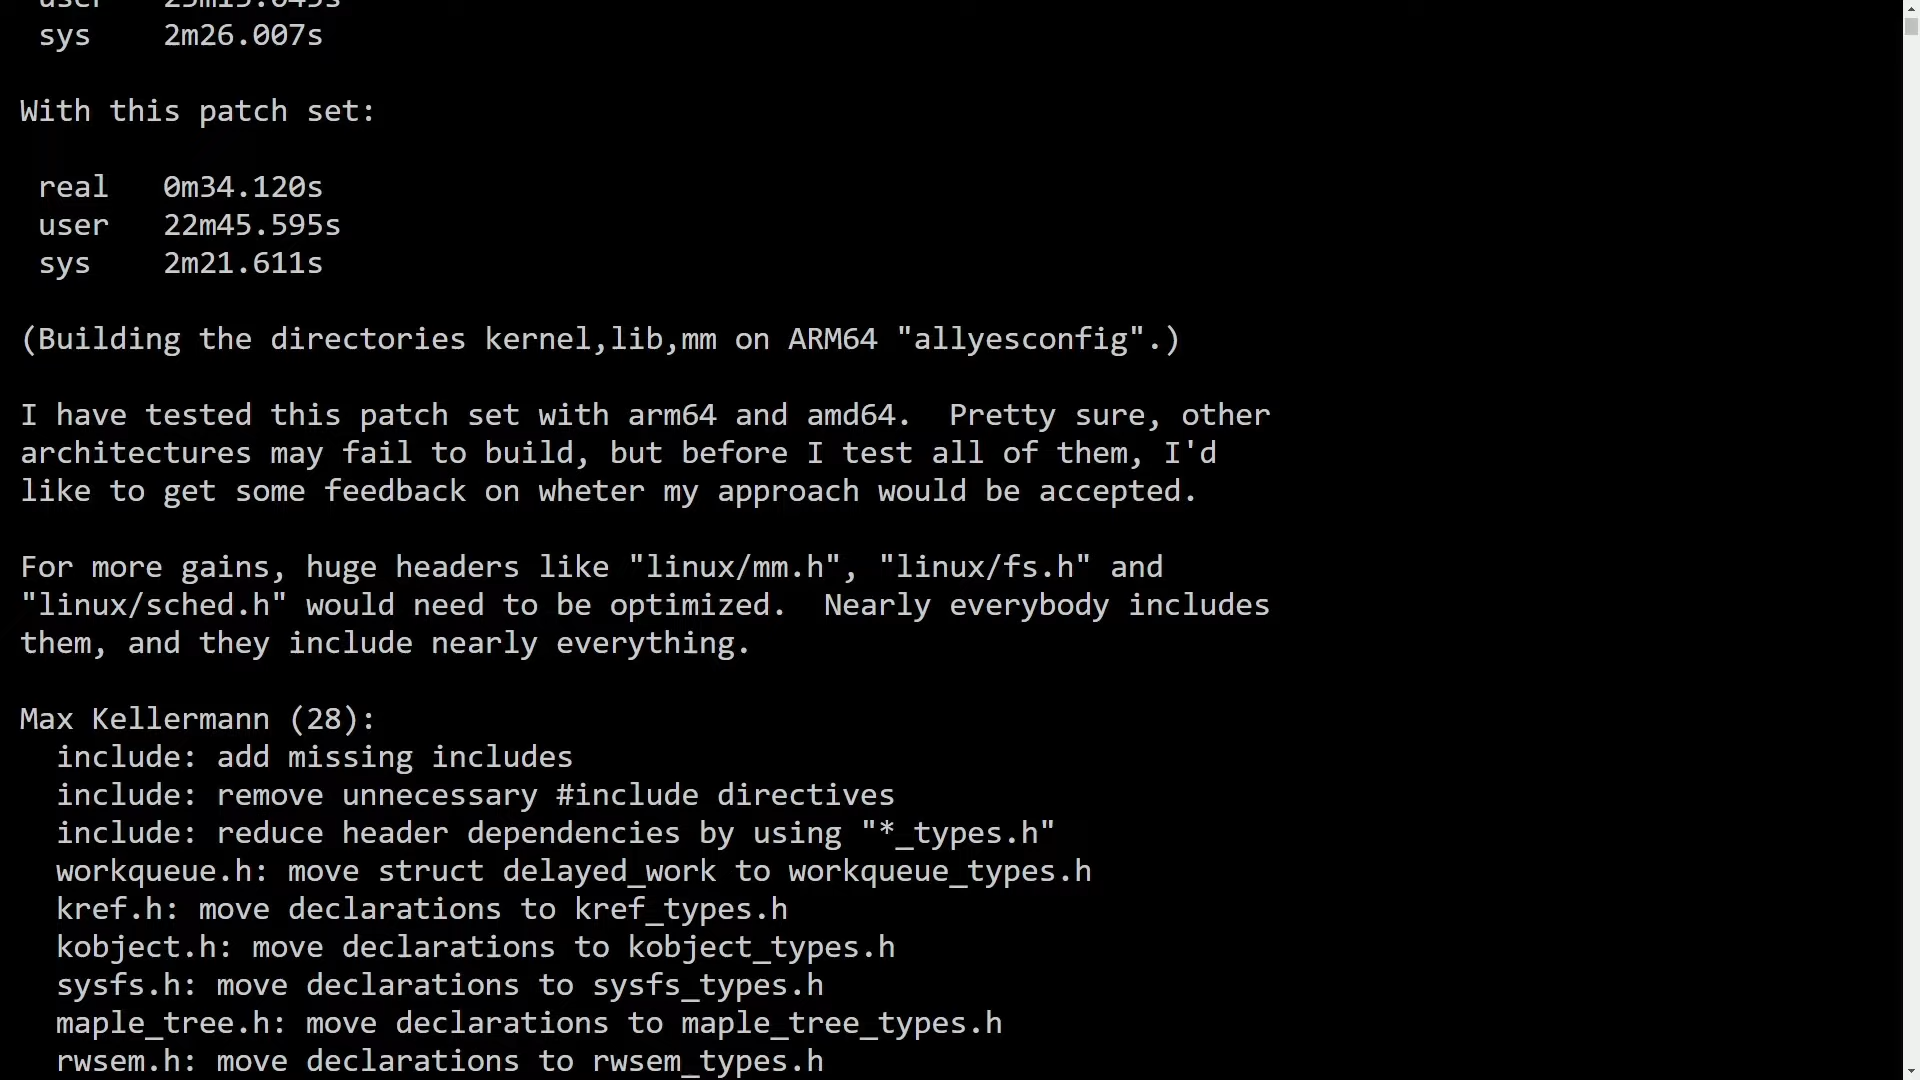 sys    2m26.007s
With this patch set:
real   0m34.120s
user   22m45.595s
sys    2m21.611s
(Building the directories kernel,lib,mm on ARM64 "allyesconfig".)
I have tested this patch set with arm64 and amd64.  Pretty sure, other
architectures may fail to build, but before I test all of them, I'd
like to get some feedback on wheter my approach would be accepted.
For more gains, huge headers like "linux/mm.h", "linux/fs.h" and
"linux/sched.h" would need to be optimized.  Nearly everybody includes
them, and they include nearly everything.
Max Kellermann (28):
include: add missing includes
include: remove unnecessary #include directives
include: reduce header dependencies by using "*_types.h"
workqueue.h: move struct delayed_work to workqueue_types.h
kref.h: move declarations to kref_types.h
kobject.h: move declarations to kobject_types.h
sysfs.h: move declarations to sysfs_types.h
maple_tree.h: move declarations to maple_tree_types.h
rwsem.h: move declarations to rwsem_types.h